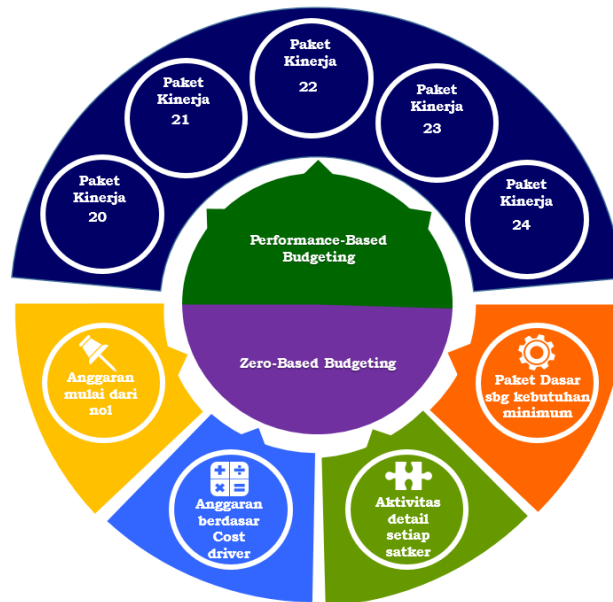 Paket
Kinerja
20
Paket
Kinerja
21
Paket
Kinerja
22
Paket
Kinerja
23
Paket
Kinerja
24
Performance-Based
Budgeting
Zero-Based Budgeting
Anggaran
mulai dari
nol
Anggaran
berdasar
Cost
driver
Aktivitas
detail
setiap
satker
Paket Dasar
sbg kebutuhan
minimum